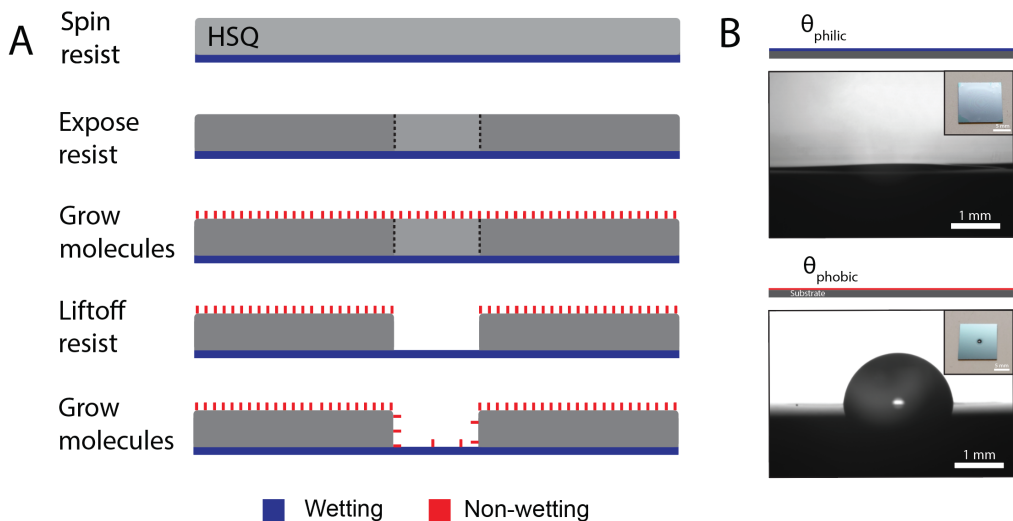 A
Spin
resist
HSQ
Expose
resist
Grow
molecules
Liftoff
resist
Grow
molecules
Wetting
Non-wetting
B
θphilic
1 mm
θphobic
Substrate
1 mm